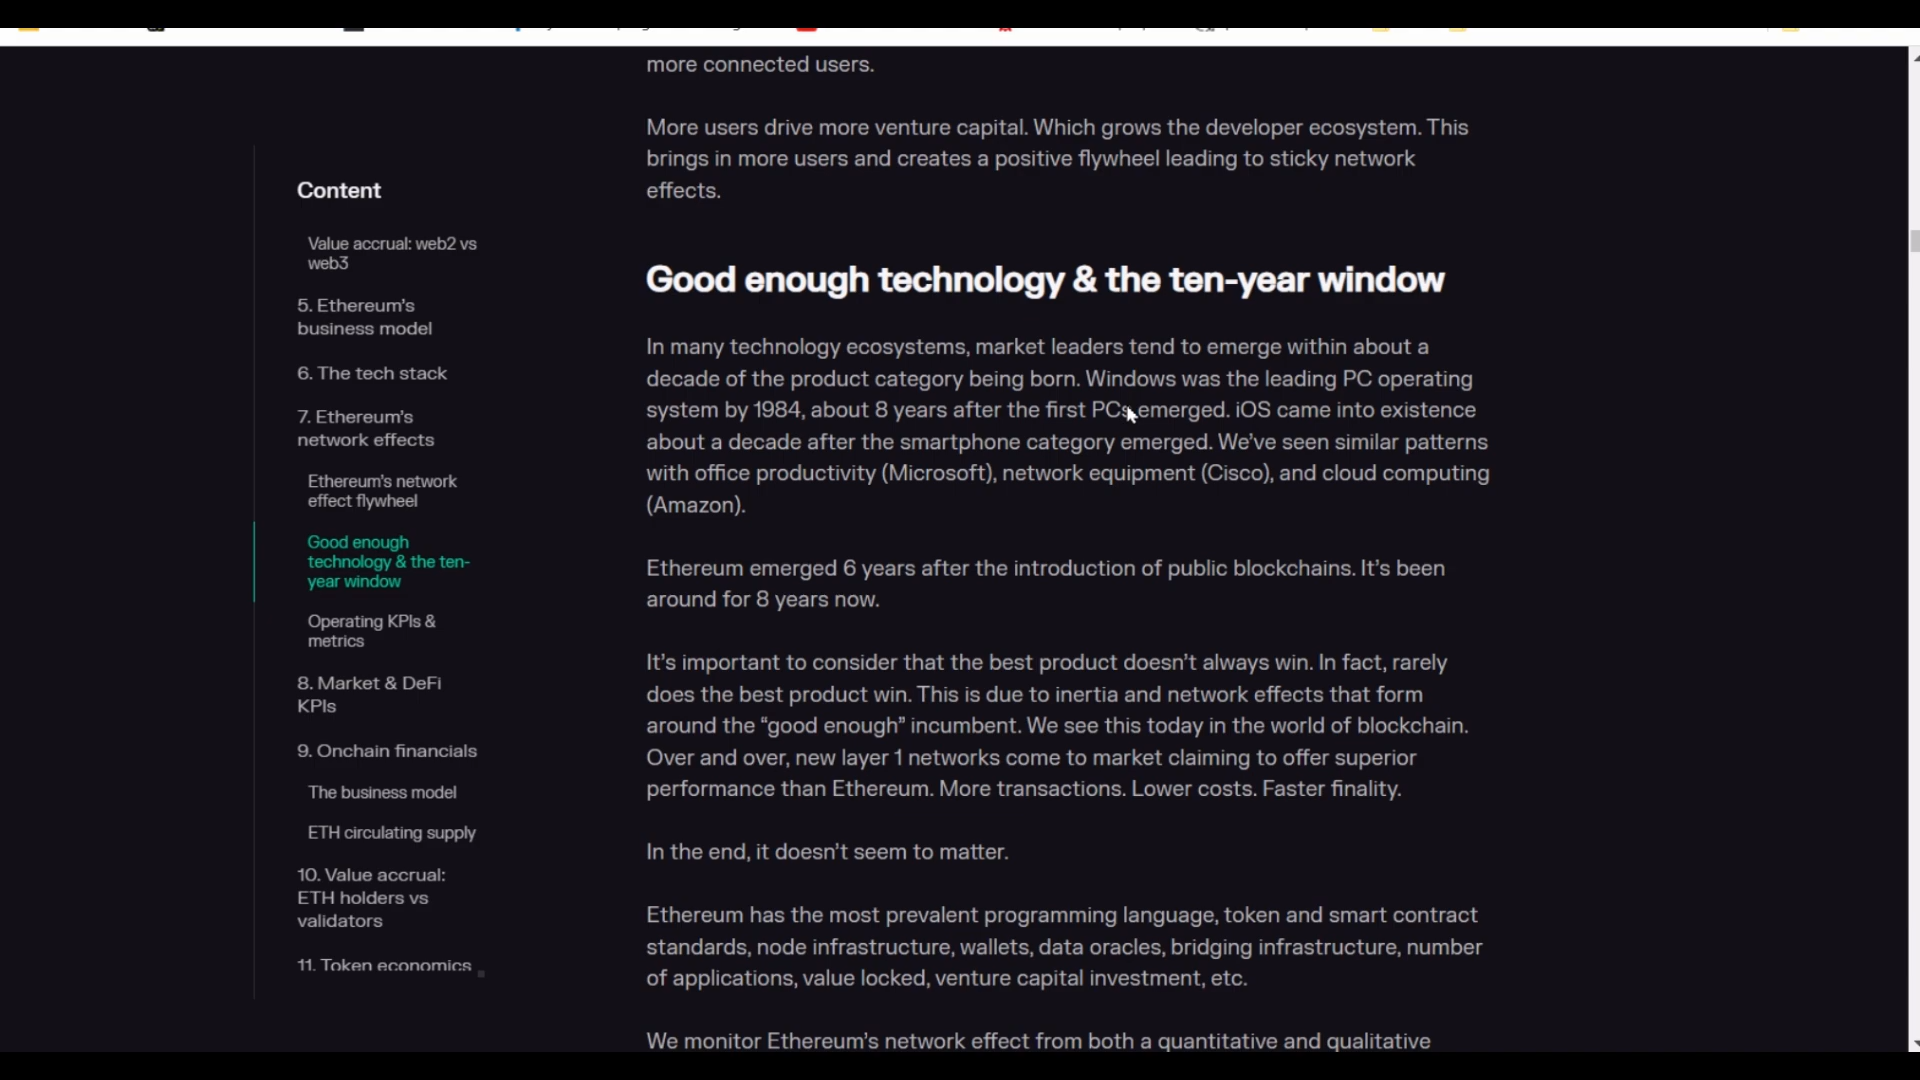 more connected users.
More users drive more venture capital. Which grows the developer ecosystem. This
brings in more users and creates a positive flywheel leading to sticky network
effects.
Content
Value accrual: web2 vs
web3
5. Ethereum's
business model
6. The tech stack
7. Ethereum's
network effects
Ethereum's network
effect flywheel
Good enough
technology & the ten-
year window
Operating KPIs &
metrics
8. Market & DeFi
KPIs
9. Onchain financials
The business model
ETH circulating supply
10. Value accrual:
ETH holders vs
validators
11. Token economics
Good enough technology & the ten-year window
In many technology ecosystems, market leaders tend to emerge within about a
decade of the product category being born. Windows was the leading PC operating
system by 1984, about 8 years after the first PCs emerged. iOS came into existence
about a decade after the smartphone category emerged. We've seen similar patterns
with office productivity (Microsoft), network equipment (Cisco), and cloud computing
(Amazon).
Ethereum emerged 6 years after the introduction of public blockchains. It's been
around for 8 years now.
It's important to consider that the best product doesn't always win. In fact, rarely
does the best product win. This is due to inertia and network effects that form
around the “good enough” incumbent. We see this today in the world of blockchain.
Over and over, new layer 1 networks come to market claiming to offer superior
performance than Ethereum. More transactions. Lower costs. Faster finality.
In the end, it doesn't seem to matter.
Ethereum has the most prevalent programming language, token and smart contract
standards, node infrastructure, wallets, data oracles, bridging infrastructure, number
of applications, value locked, venture capital investment, etc.
We monitor Ethereum's network effect from both a quantitative and qualitative